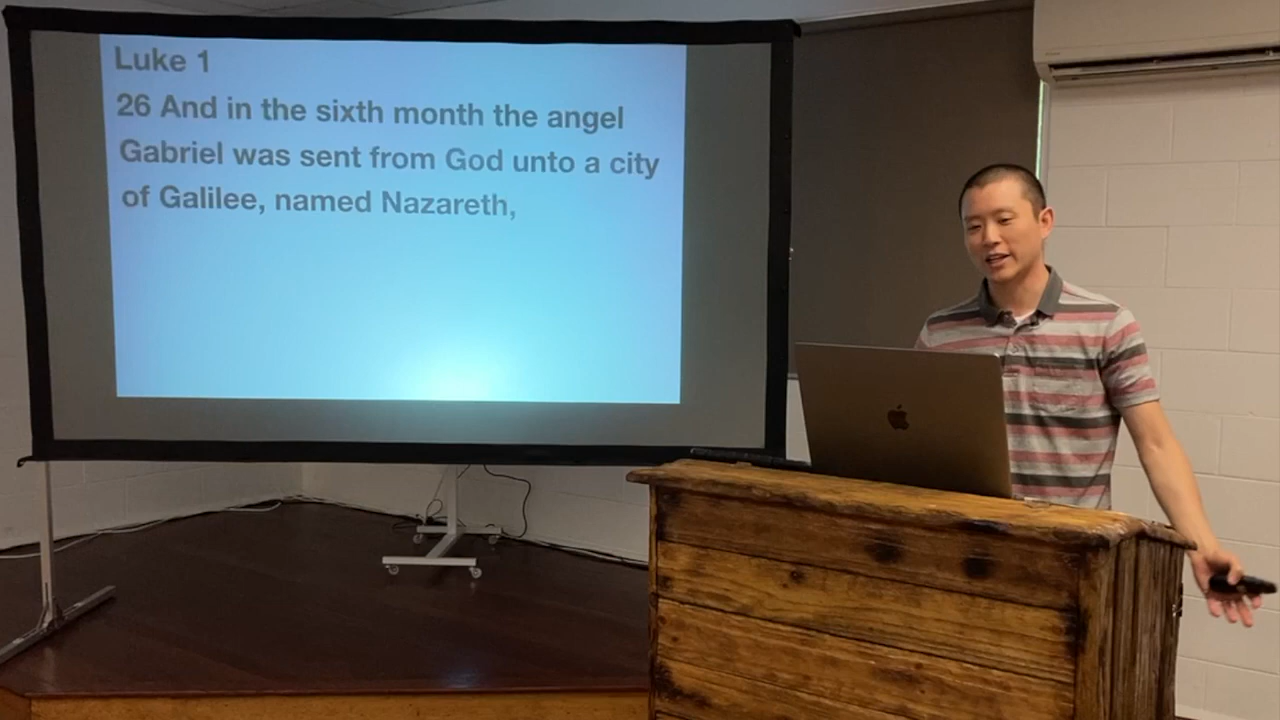 Luke 1
26 And in the sixth month the angel
Gabriel was sent from God unto a city
of Galilee, named Nazareth,